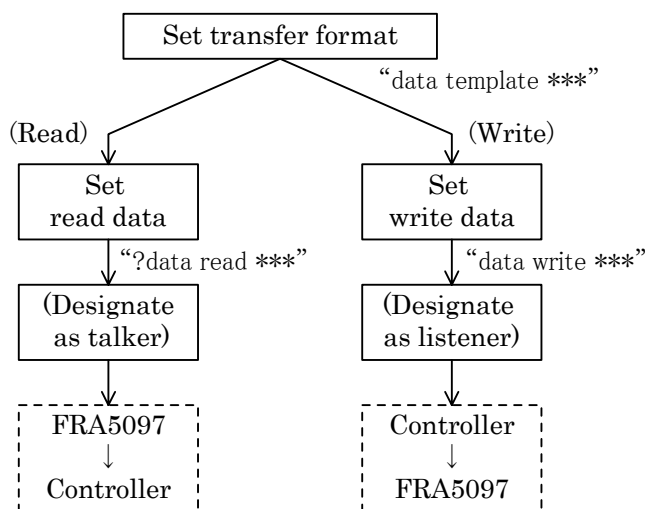 Set transfer format
“data template ***”
(Read)
(Write)
Set
read data
Set
write data
“?data read ***”
“data write ***”
(Designate
as talker)
(Designate
as listener)
FRA5097
↓
Controller
Controller
↓
FRA5097